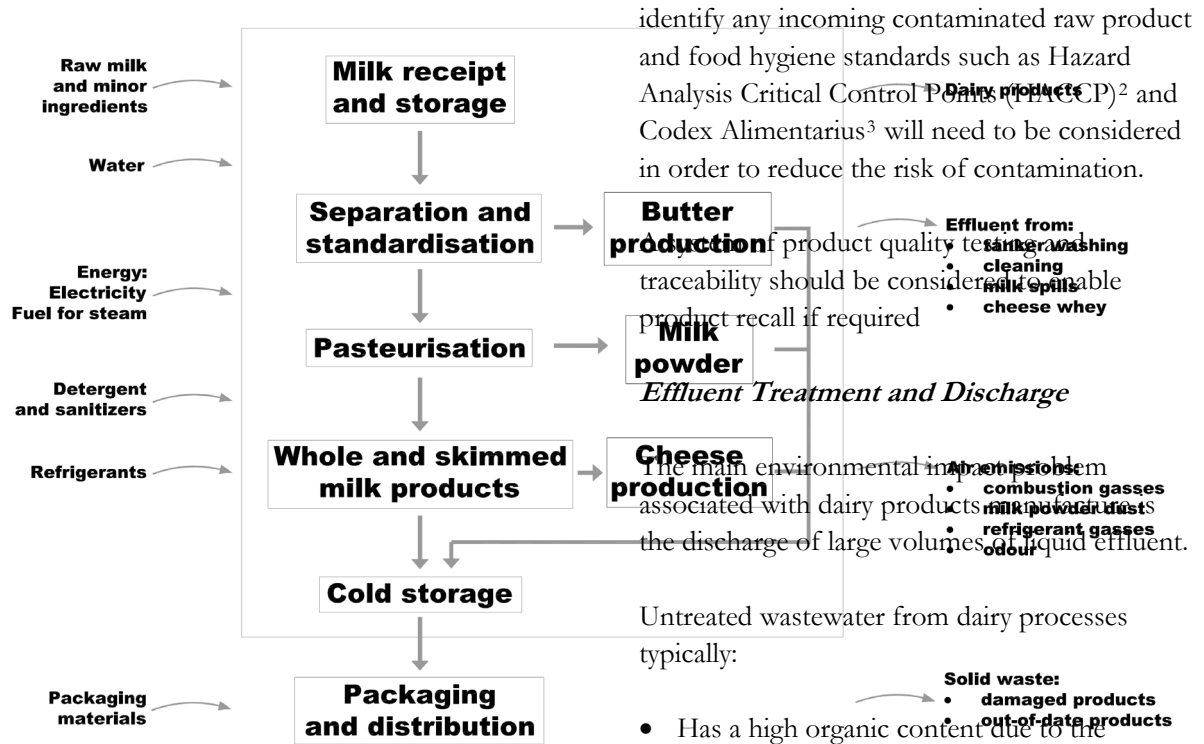 Raw milk
and minor
ingredients
Water
Energy:
Electricity
Fuel for steam
Detergent
and sanitizers
Refrigerants
Packaging
materials
Milk receipt
and storage
Separation and
standardisation
Butter
production
Pasteurisation
Milk
powder
Whole and skimmed
milk products
Cheese
production
Cold storage
Packaging
and distribution
Dairy products
Effluent from:
• tanker washing
• cleaning
• milk spills
• cheese whey
Air emissions:
• combustion gasses
• milk powder dust
• refrigerant gasses
• odour
Solid waste:
• damaged products
• out-of-date products
identify any incoming contaminated raw product
and food hygiene standards such as Hazard
Analysis Critical Control Points (HACCP)² and
Codex Alimentarius³ will need to be considered
in order to reduce the risk of contamination.
A system of product quality testing and
traceability should be considered to enable
product recall if required
Effluent Treatment and Discharge
The main environmental impact problem
associated with dairy products manufacture is
the discharge of large volumes of liquid effluent.
Untreated wastewater from dairy processes
typically:
• Has a high organic content due to the